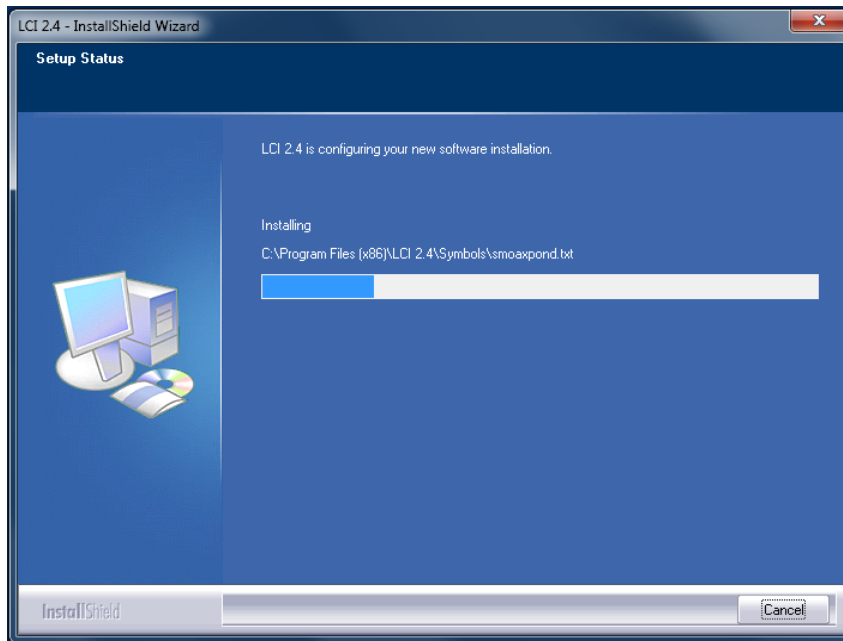 LCI 2.4 - InstallShield Wizard
Setup Status
LCI 2.4 is configuring your new software installation.
Installing
C:\Program Files (x86)\LCI 2.4\Symbols\smoaxpond.txt
InstallShield
Cancel